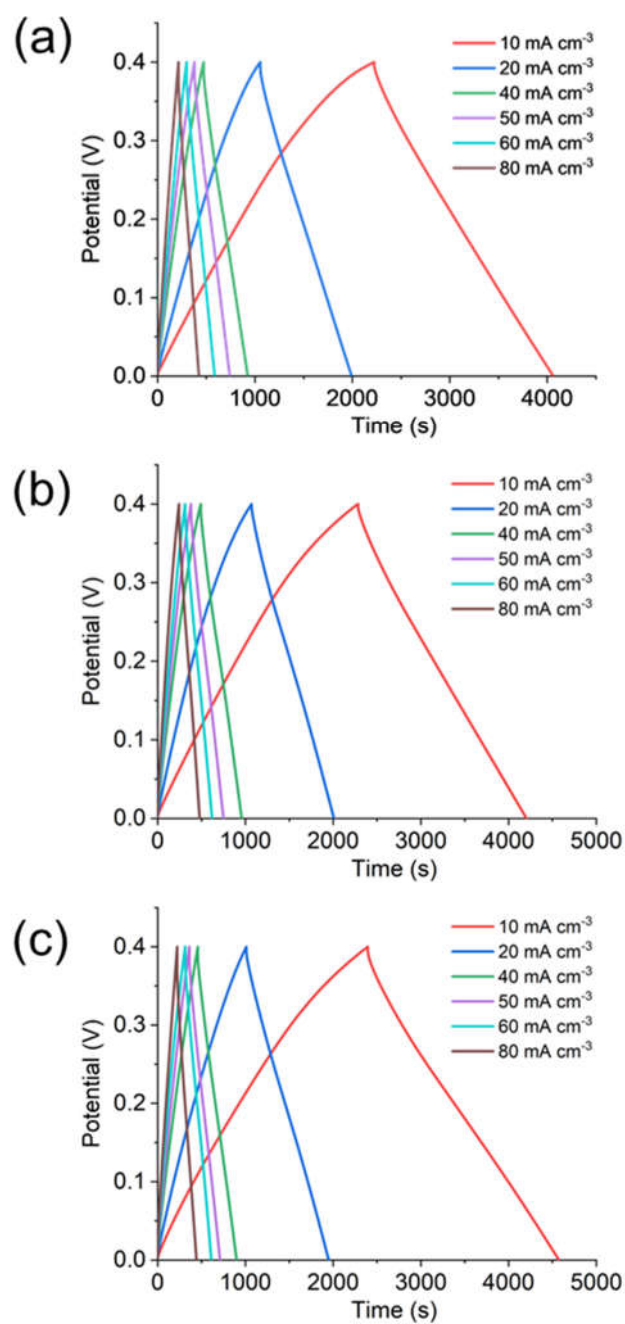 (a)
10 mA cm⁻³
20 mA cm⁻³
40 mA cm⁻³
50 mA cm⁻³
60 mA cm⁻³
80 mA cm⁻³
Potential (V)
0.4
0.3
0.2
0.1
0.0
0 1000 2000 3000 4000
Time (s)
(b)
10 mA cm⁻³
20 mA cm⁻³
40 mA cm⁻³
50 mA cm⁻³
60 mA cm⁻³
80 mA cm⁻³
Potential (V)
0.4
0.3
0.2
0.1
0.0
0 1000 2000 3000 4000 5000
Time (s)
(c)
10 mA cm⁻³
20 mA cm⁻³
40 mA cm⁻³
50 mA cm⁻³
60 mA cm⁻³
80 mA cm⁻³
Potential (V)
0.4
0.3
0.2
0.1
0.0
0 1000 2000 3000 4000 5000
Time (s)